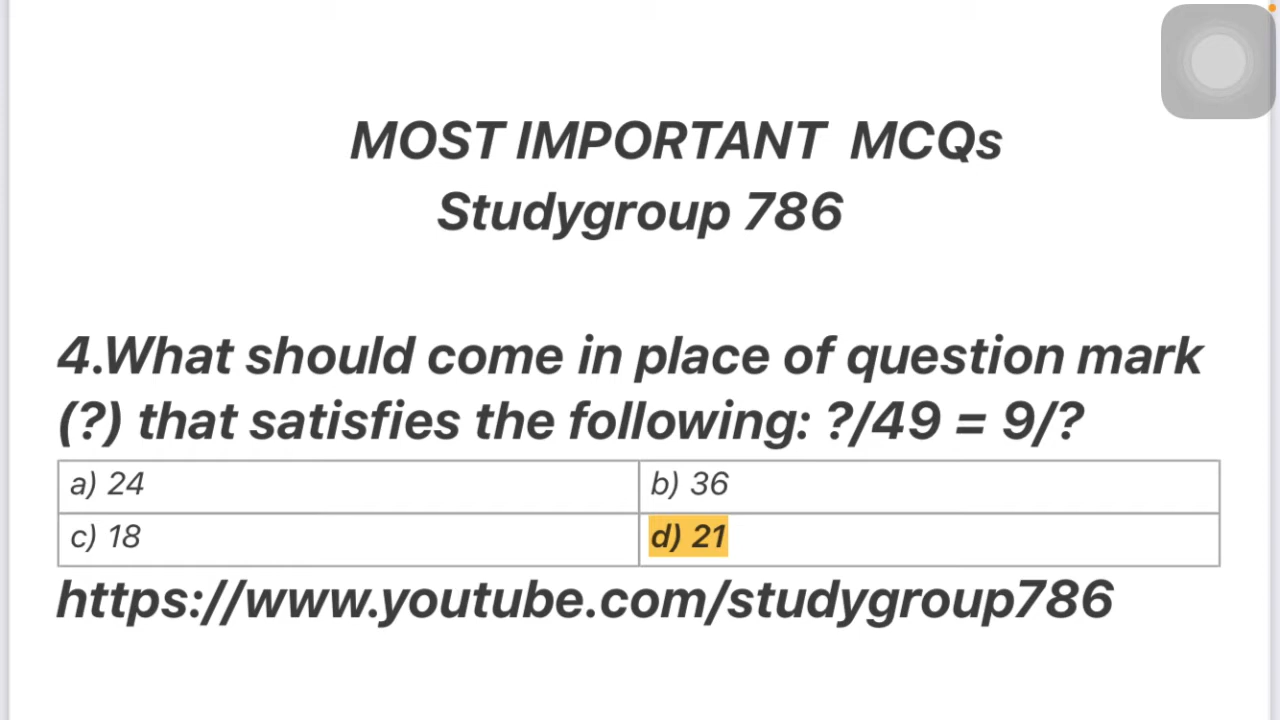 MOST IMPORTANT MCQs
Studygroup 786
4.What should come in place of question mark
(?) that satisfies the following: ?/49 = 9/?
a) 24
b) 36
c) 18
d) 21
https://www.youtube.com/studygroup786